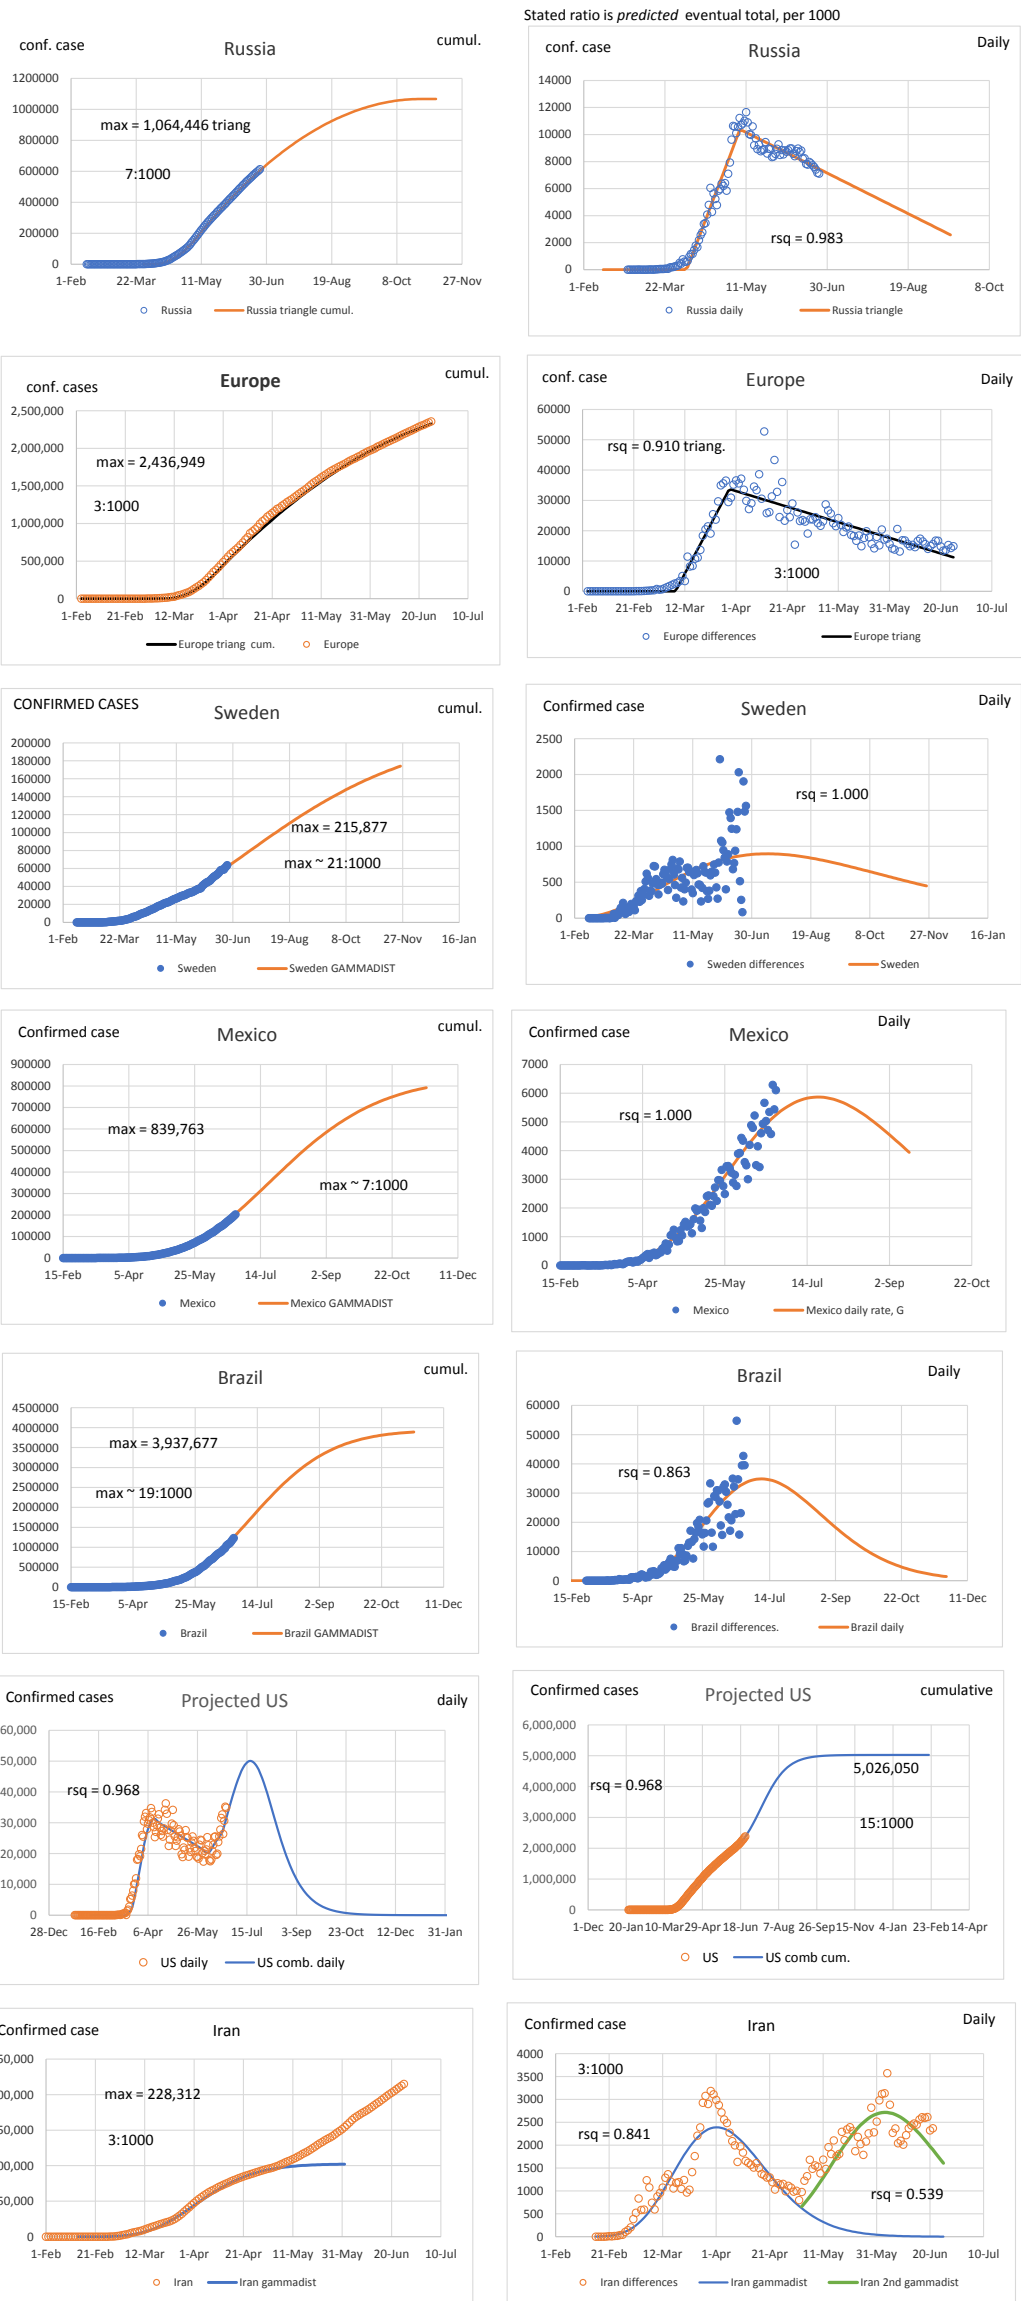 Stated ratio is predicted eventual total, per 1000
conf. case
Russia
cumul.
1200000
1000000
800000
600000
400000
200000
0
max = 1,064,446 triang
7:1000
1-Feb 22-Mar 11-May 30-Jun 19-Aug 8-Oct 27-Nov
Russia Russia triangle cumul.
conf. case
Russia
Daily
14000
12000
10000
8000
6000
4000
2000
0
rsq = 0.983
1-Feb 22-Mar 11-May 30-Jun 19-Aug 8-Oct
Russia daily Russia triangle
conf. cases
Europe
cumul.
2,500,000
2,000,000
1,500,000
1,000,000
500,000
0
max = 2,436,949
3:1000
1-Feb 21-Feb 12-Mar 1-Apr 21-Apr 11-May 31-May 20-Jun 10-Jul
Europe triang cum. Europe
conf. case
Europe
Daily
60000
50000
40000
30000
20000
10000
0
rsq = 0.910 triang.
3:1000
1-Feb 21-Feb 12-Mar 1-Apr 21-Apr 11-May 31-May 20-Jun 10-Jul
Europe differences Europe triang
CONFIRMED CASES
Sweden
cumul.
200000
180000
160000
140000
120000
100000
80000
60000
40000
20000
0
max = 215,877
max ~ 21:1000
1-Feb 22-Mar 11-May 30-Jun 19-Aug 8-Oct 27-Nov 16-Jan
Sweden Sweden GAMMADIST
Confirmed case
Sweden
Daily
2500
2000
1500
1000
500
0
rsq = 1.000
1-Feb 22-Mar 11-May 30-Jun 19-Aug 8-Oct 27-Nov 16-Jan
Sweden differences Sweden
Confirmed case
Mexico
cumul.
900000
800000
700000
600000
500000
400000
300000
200000
100000
0
max = 839,763
max ~ 7:1000
15-Feb 5-Apr 25-May 14-Jul 2-Sep 22-Oct 11-Dec
Mexico Mexico GAMMADIST
Confirmed case
Mexico
Daily
7000
6000
5000
4000
3000
2000
1000
0
rsq = 1.000
15-Feb 5-Apr 25-May 14-Jul 2-Sep 22-Oct
Mexico Mexico daily rate, G
Brazil
cumul.
4500000
4000000
3500000
3000000
2500000
2000000
1500000
1000000
500000
0
max = 3,937,677
max ~ 19:1000
15-Feb 5-Apr 25-May 14-Jul 2-Sep 22-Oct 11-Dec
Brazil Brazil GAMMADIST
Brazil
Daily
60000
50000
40000
30000
20000
10000
0
rsq = 0.863
15-Feb 5-Apr 25-May 14-Jul 2-Sep 22-Oct 11-Dec
Brazil differences. Brazil daily
Confirmed cases
Projected US
daily
60,000
50,000
40,000
30,000
20,000
10,000
0
rsq = 0.968
28-Dec 16-Feb 6-Apr 26-May 15-Jul 3-Sep 23-Oct 12-Dec 31-Jan
US daily US comb. daily
Confirmed cases
Projected US
cumulative
6,000,000
5,000,000
4,000,000
3,000,000
2,000,000
1,000,000
0
rsq = 0.968
5,026,050
15:1000
1-Dec 20-Jan 10-Mar 29-Apr 18-Jun 7-Aug 26-Sep 15-Nov 4-Jan 23-Feb 14-Apr
US US comb cum.
Confirmed case
Iran
50,000
00,000
50,000
00,000
50,000
0
max = 228,312
3:1000
1-Feb 21-Feb 12-Mar 1-Apr 21-Apr 11-May 31-May 20-Jun 10-Jul
Iran Iran gammadist
Confirmed case
Iran
Daily
4000
3500
3000
2500
2000
1500
1000
500
0
3:1000
rsq = 0.841
rsq = 0.539
1-Feb 21-Feb 12-Mar 1-Apr 21-Apr 11-May 31-May 20-Jun 10-Jul
Iran differences Iran gammadist Iran 2nd gammadist